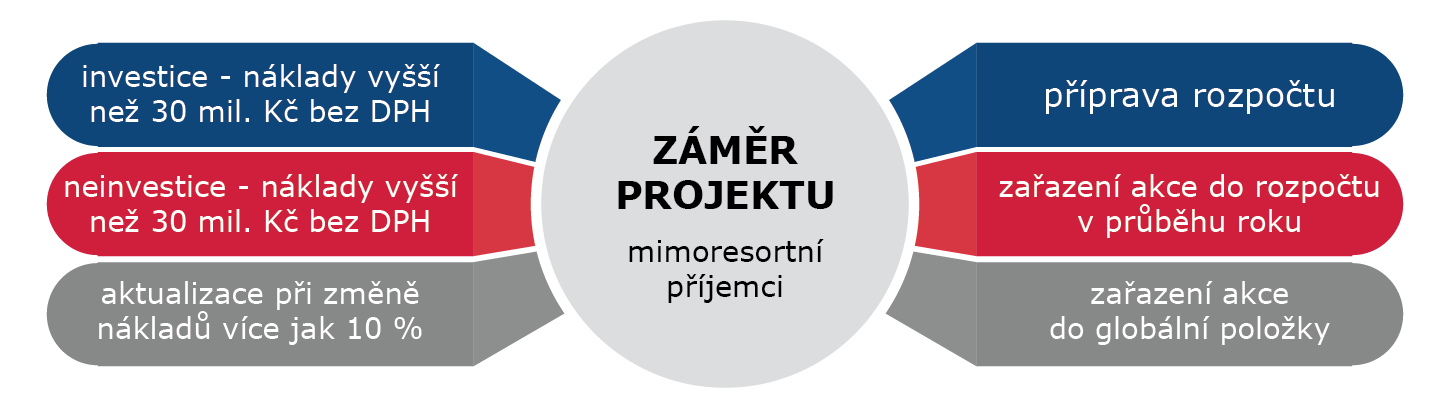 investice - náklady vyšší
než 30 mil. Kč bez DPH
neinvestice - náklady vyšší
než 30 mil. Kč bez DPH
aktualizace při změně
nákladů více jak 10 %
ZÁMĚR
PROJEKTU
mimoresortní
příjemci
příprava rozpočtu
zařazení akce do rozpočtu
v průběhu roku
zařazení akce
do globální položky